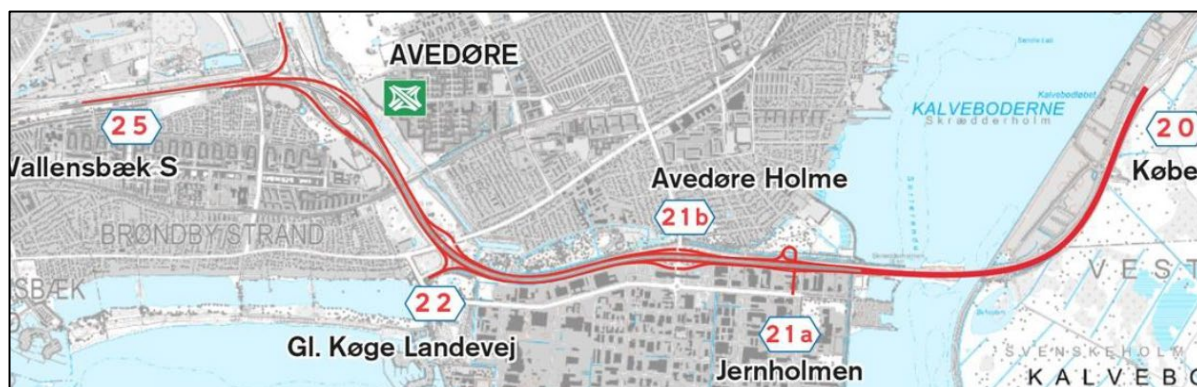 AVEDØRE
25
Vallensbæk S
KALVEBODERNE
Skrædderholm
Kalvebodløbet
20
Købe
Avedøre Holme
21b
BRØNDBY STRAND
SBÆK
22
Gl. Køge Landevej
21a
Jernholmen
VEST
SVENSKEHOLM
KALVEBO